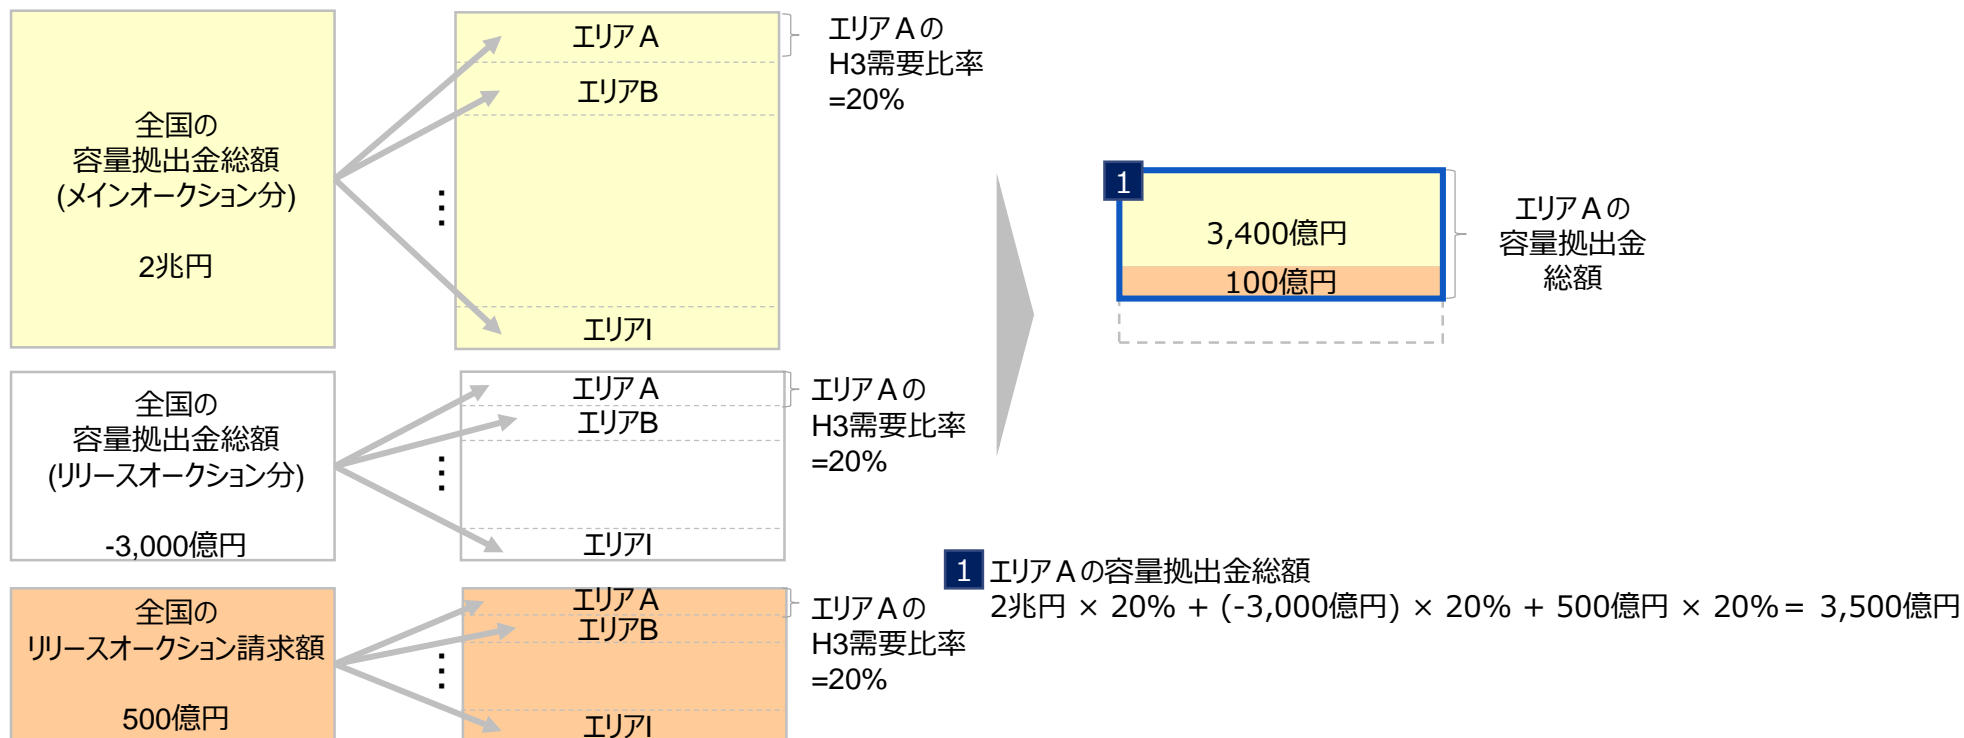 全国の
容量拠出金総額
(メインオークション分)
2兆円
エリアA
エリアB
⋮
エリアI
エリアAの
H3需要比率
=20%
全国の
容量拠出金総額
(リリースオークション分)
-3,000億円
エリアA
エリアB
⋮
エリアI
エリアAの
H3需要比率
=20%
全国の
リリースオークション請求額
500億円
エリアA
エリアB
⋮
エリアI
エリアAの
H3需要比率
=20%
1
3,400億円
100億円
エリアAの
容量拠出金
総額
1 エリアAの容量拠出金総額
2兆円 × 20% + (-3,000億円) × 20% + 500億円 × 20%= 3,500億円